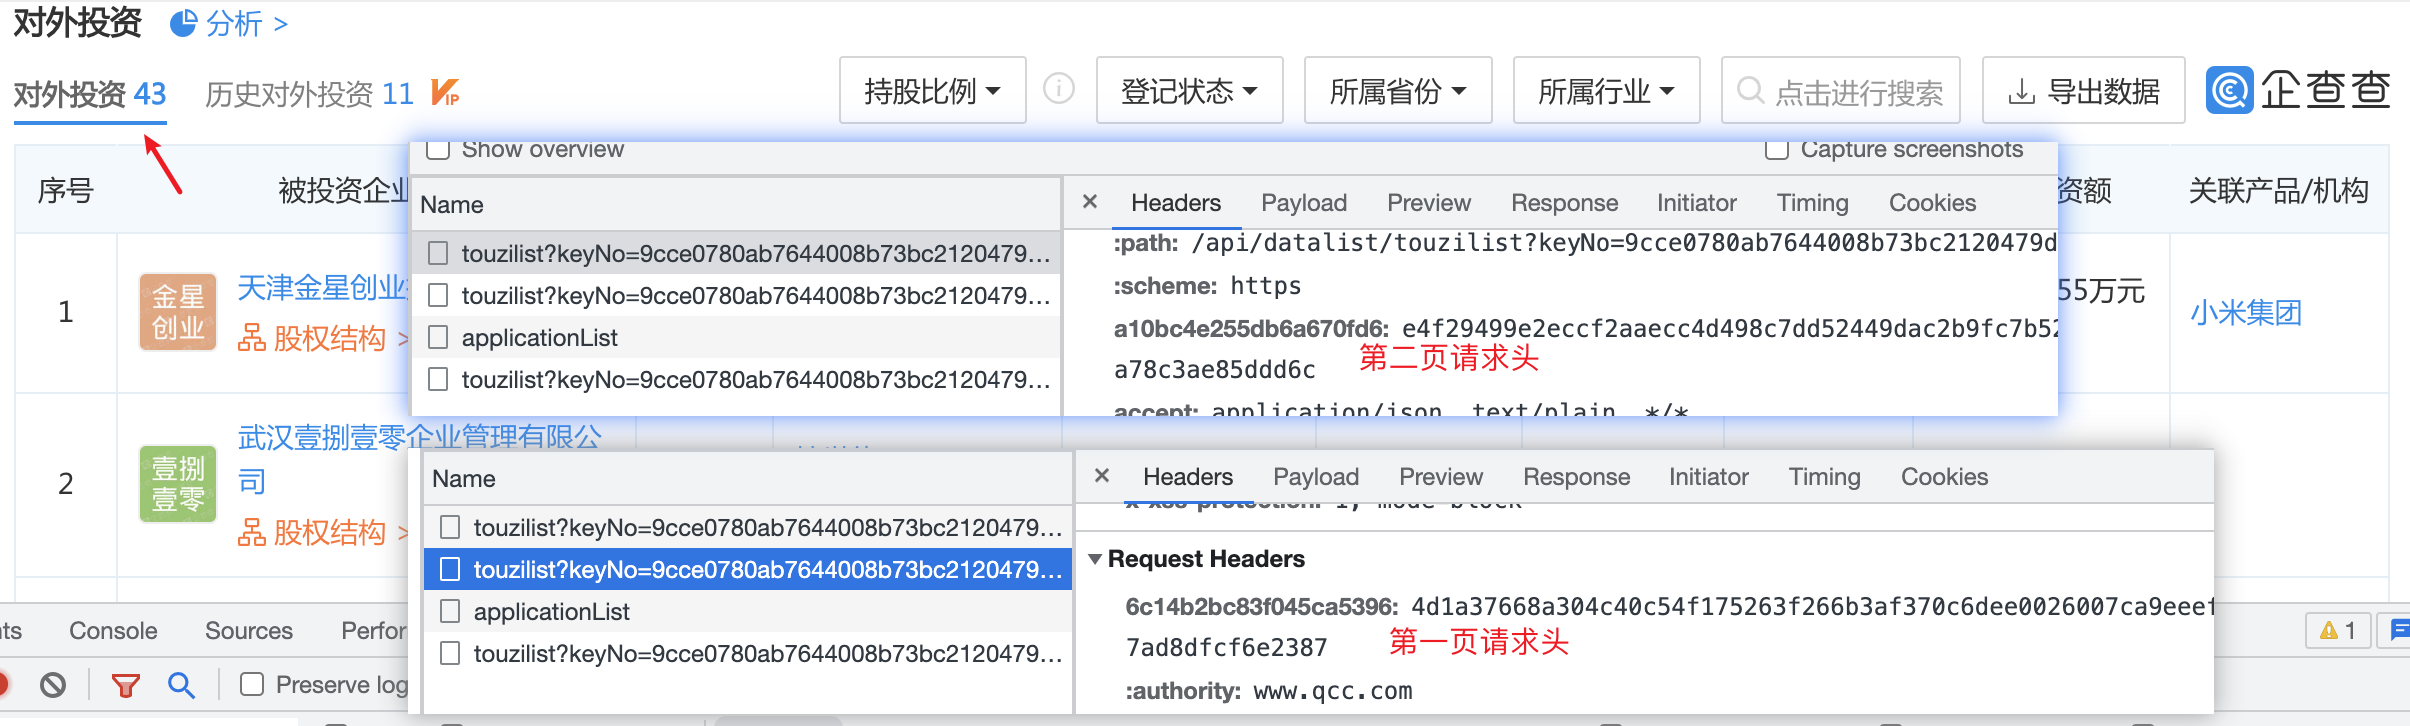 对外投资 分析 >
对外投资 43 历史对外投资 11 VIP
持股比例 登记状态 所属省份 所属行业 点击进行搜索 导出数据 企查查
序号 被投资企业 资额 关联产品/机构
1 金星创业 天津金星创业 55万元 小米集团
股权结构 >
2 壹捌壹零 武汉壹捌壹零企业管理有限公
司
股权结构 >
Show overview Capture screenshots
Name
touzilist?keyNo=9cce0780ab7644008b73bc2120479…
touzilist?keyNo=9cce0780ab7644008b73bc2120479…
applicationList
touzilist?keyNo=9cce0780ab7644008b73bc2120479…
× Headers Payload Preview Response Initiator Timing Cookies
:path: /api/datalist/touzilist?keyNo=9cce0780ab7644008b73bc2120479d
:scheme: https
a10bc4e255db6a670fd6: e4f29499e2eccf2aaecc4d498c7dd52449dac2b9fc7b52
a78c3ae85ddd6c
第二页请求头
accept: application/json, text/plain, */*
Name
touzilist?keyNo=9cce0780ab7644008b73bc2120479…
touzilist?keyNo=9cce0780ab7644008b73bc2120479…
applicationList
touzilist?keyNo=9cce0780ab7644008b73bc2120479…
× Headers Payload Preview Response Initiator Timing Cookies
x-xss-protection: 1; mode=block
Request Headers
6c14b2bc83f045ca5396: 4d1a37668a304c40c54f175263f266b3af370c6dee0026007ca9eeef
7ad8dfcf6e2387
第一页请求头
:authority: www.qcc.com
nts Console Sources Perfor 1
Preserve log